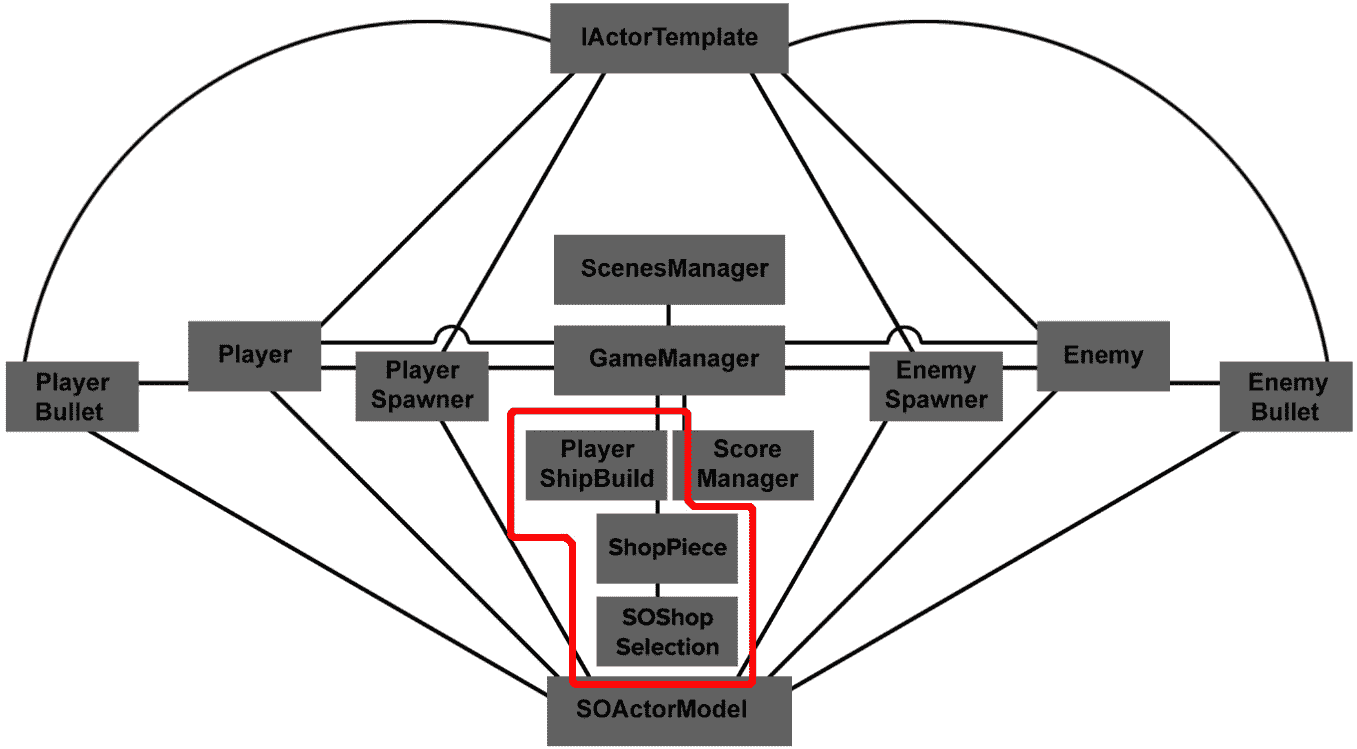 IActorTemplate
ScenesManager
Player
GameManager
Enemy
Player
Spawner
Enemy
Spawner
Player
Bullet
Enemy
Bullet
Player
ShipBuild
Score
Manager
ShopPiece
SOShop
Selection
SOActorModel